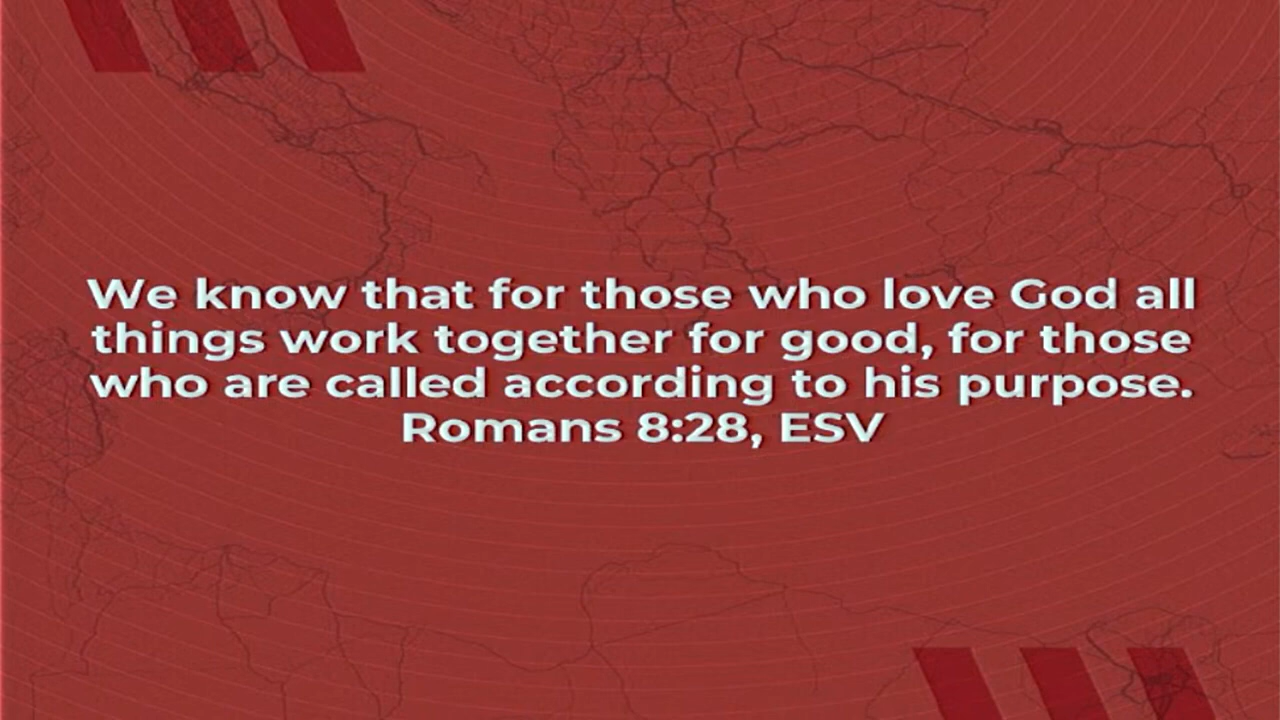 We know that for those who love God all
things work together for good, for those
who are called according to his purpose.
Romans 8:28, ESV